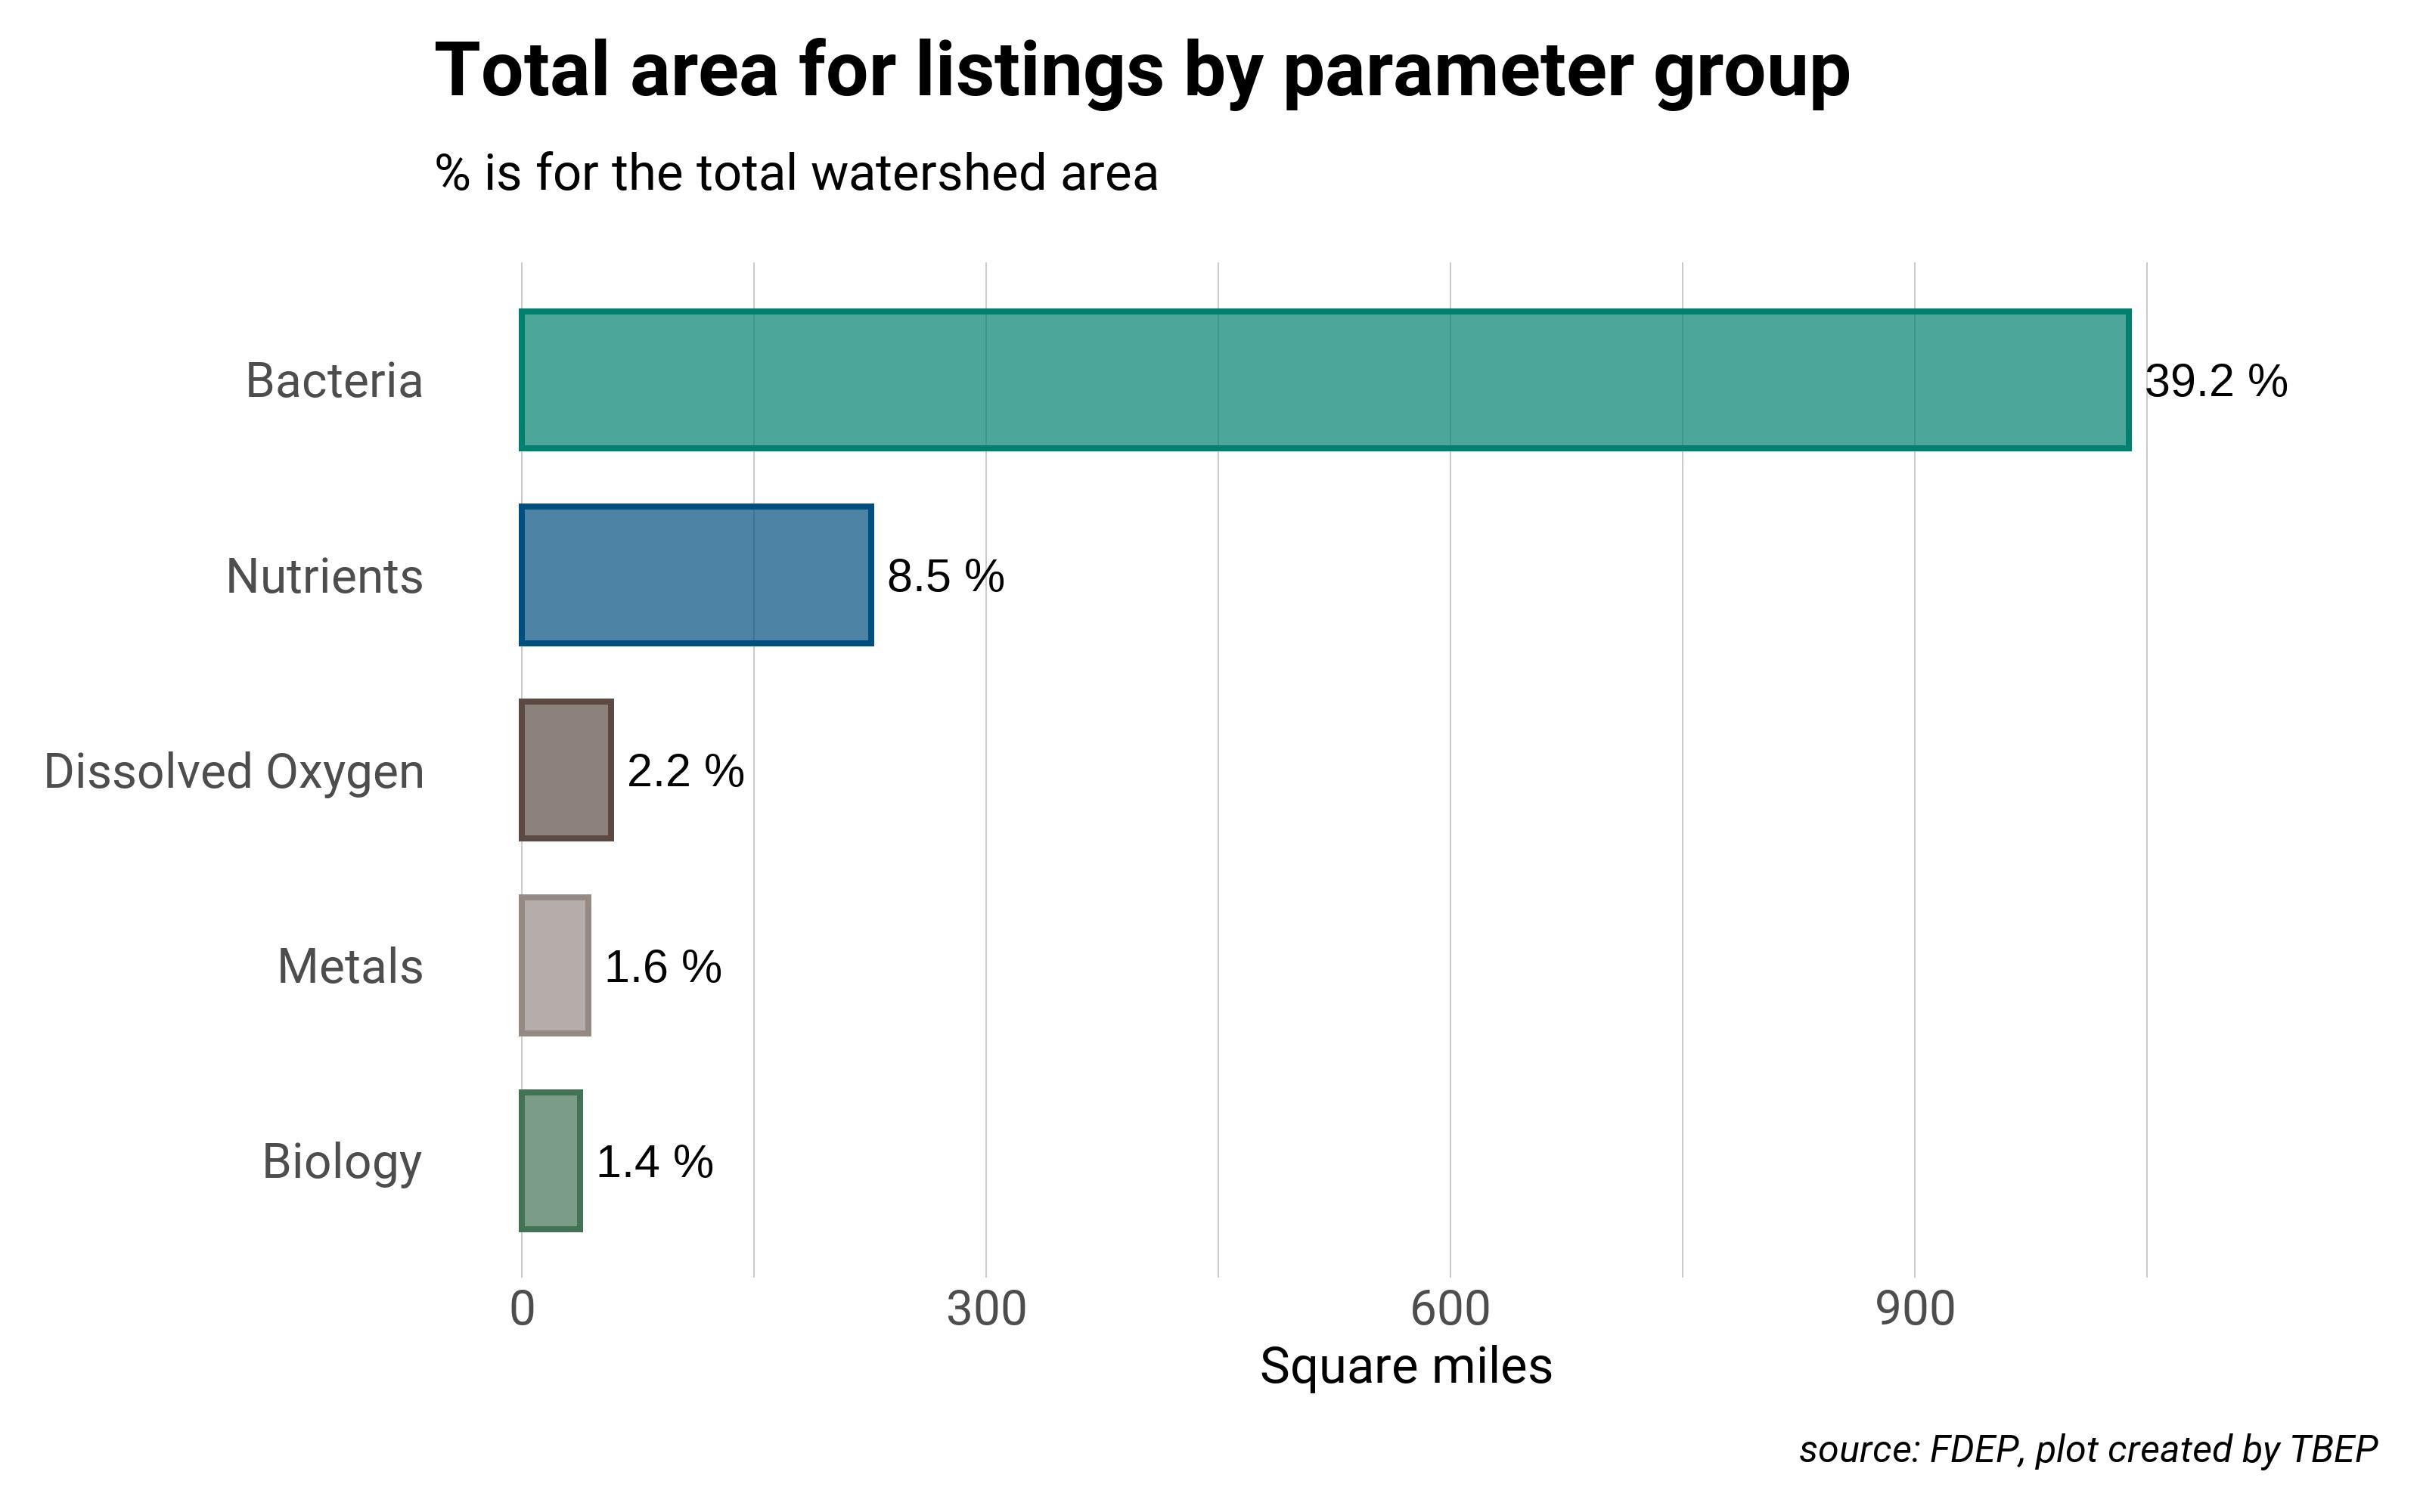 Total area for listings by parameter group
% is for the total watershed area
Bacteria
39.2 %
Nutrients
8.5 %
Dissolved Oxygen
2.2 %
Metals
1.6 %
Biology
1.4 %
0 300 600 900
Square miles
source: FDEP, plot created by TBEP